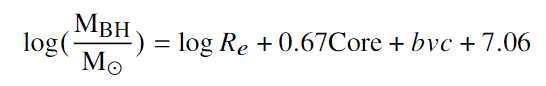 log(M_BH/M_⊙) = log R_e + 0.67Core + bvc + 7.06